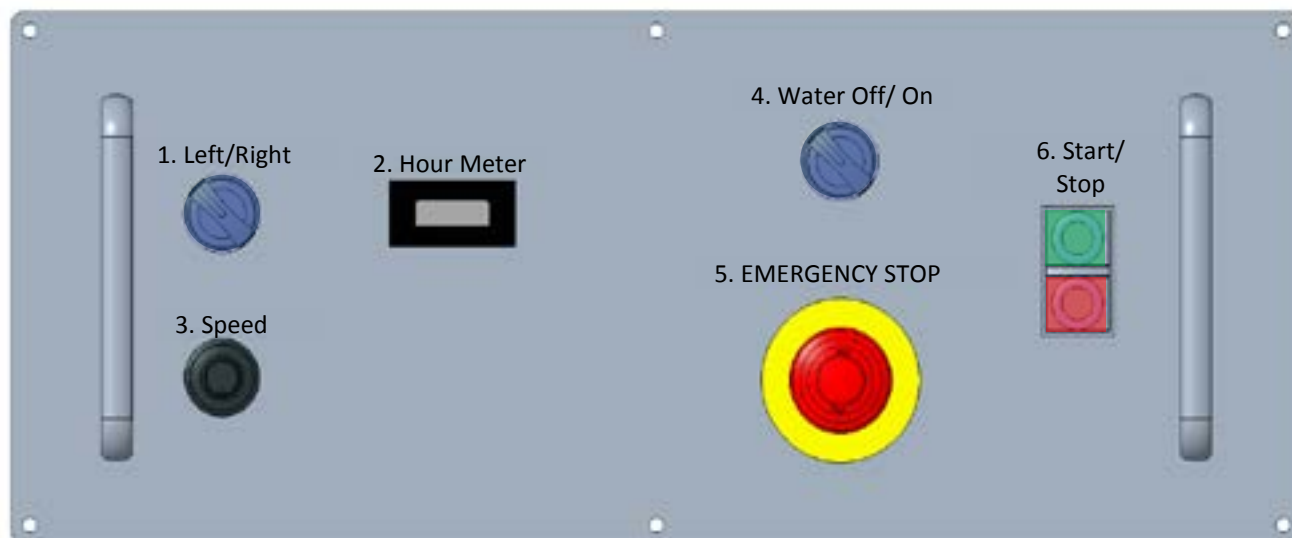 1. Left/Right
2. Hour Meter
3. Speed
4. Water Off/ On
5. EMERGENCY STOP
6. Start/
Stop